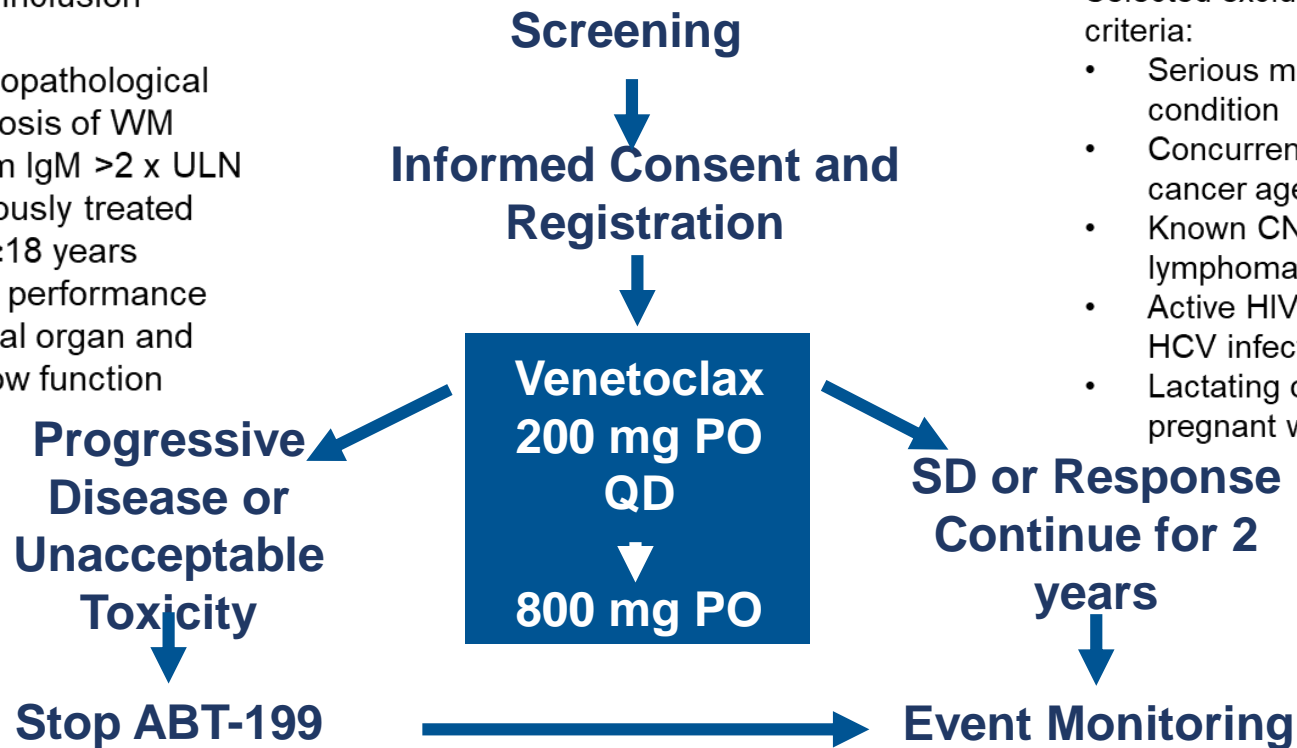 Screening
Informed Consent and
Registration
opathological
osis of WM
IgM >2 x ULN
ously treated
18 years
performance
al organ and
ow function
criteria:
• Serious m
condition
• Concurren
cancer age
• Known CN
lymphoma
• Active HIV
HCV infec
• Lactating
pregnant w
Venetoclax
200 mg PO
QD
800 mg PO
Progressive
Disease or
Unacceptable
Toxicity
SD or Response
Continue for 2
years
Stop ABT-199
Event Monitoring